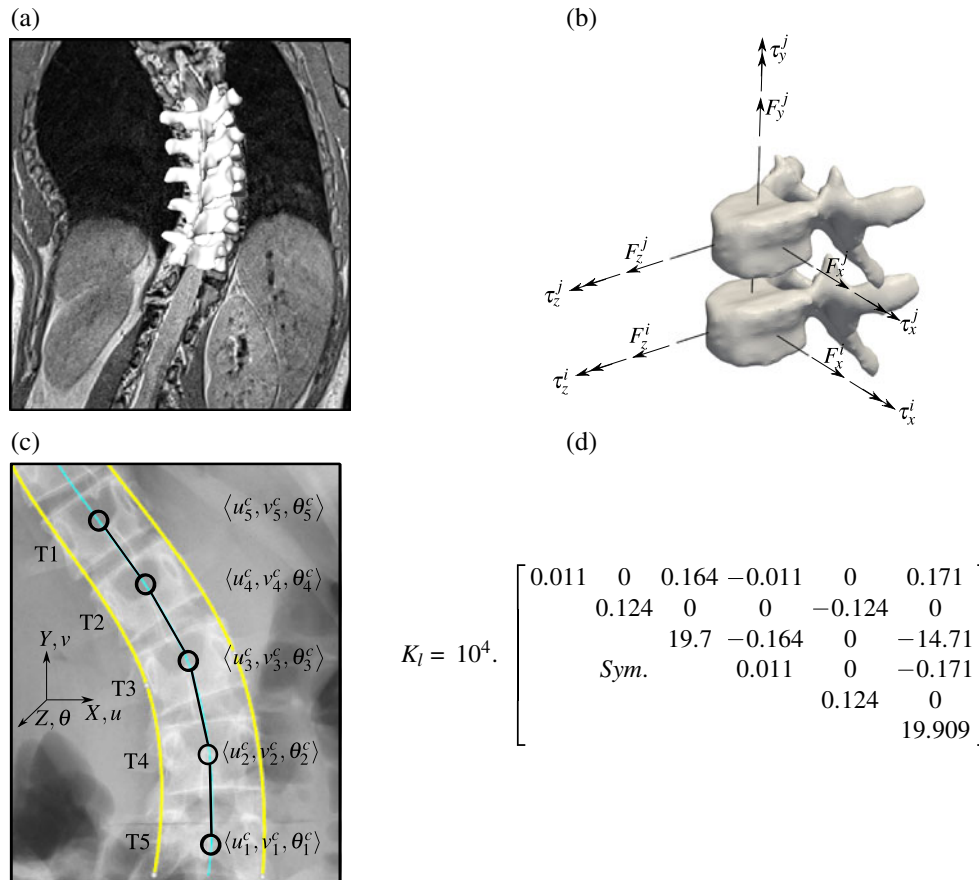 (a)
(b)
τ_y^j
F_y^j
F_z^j
τ_z^j
F_x^j
τ_x^j
F_z^i
τ_z^i
F_x^i
τ_x^i
(c)
(d)
⟨u_5^c, v_5^c, θ_5^c⟩
T1
⟨u_4^c, v_4^c, θ_4^c⟩
T2
Y, v
⟨u_3^c, v_3^c, θ_3^c⟩
T3
Z, θ X, u
T4
⟨u_2^c, v_2^c, θ_2^c⟩
T5
⟨u_1^c, v_1^c, θ_1^c⟩
0.011 0 0.164 −0.011 0 0.171
0.124 0 0 −0.124 0
19.7 −0.164 0 −14.71
K_l = 10^4.
Sym. 0.011 0 −0.171
0.124 0
19.909